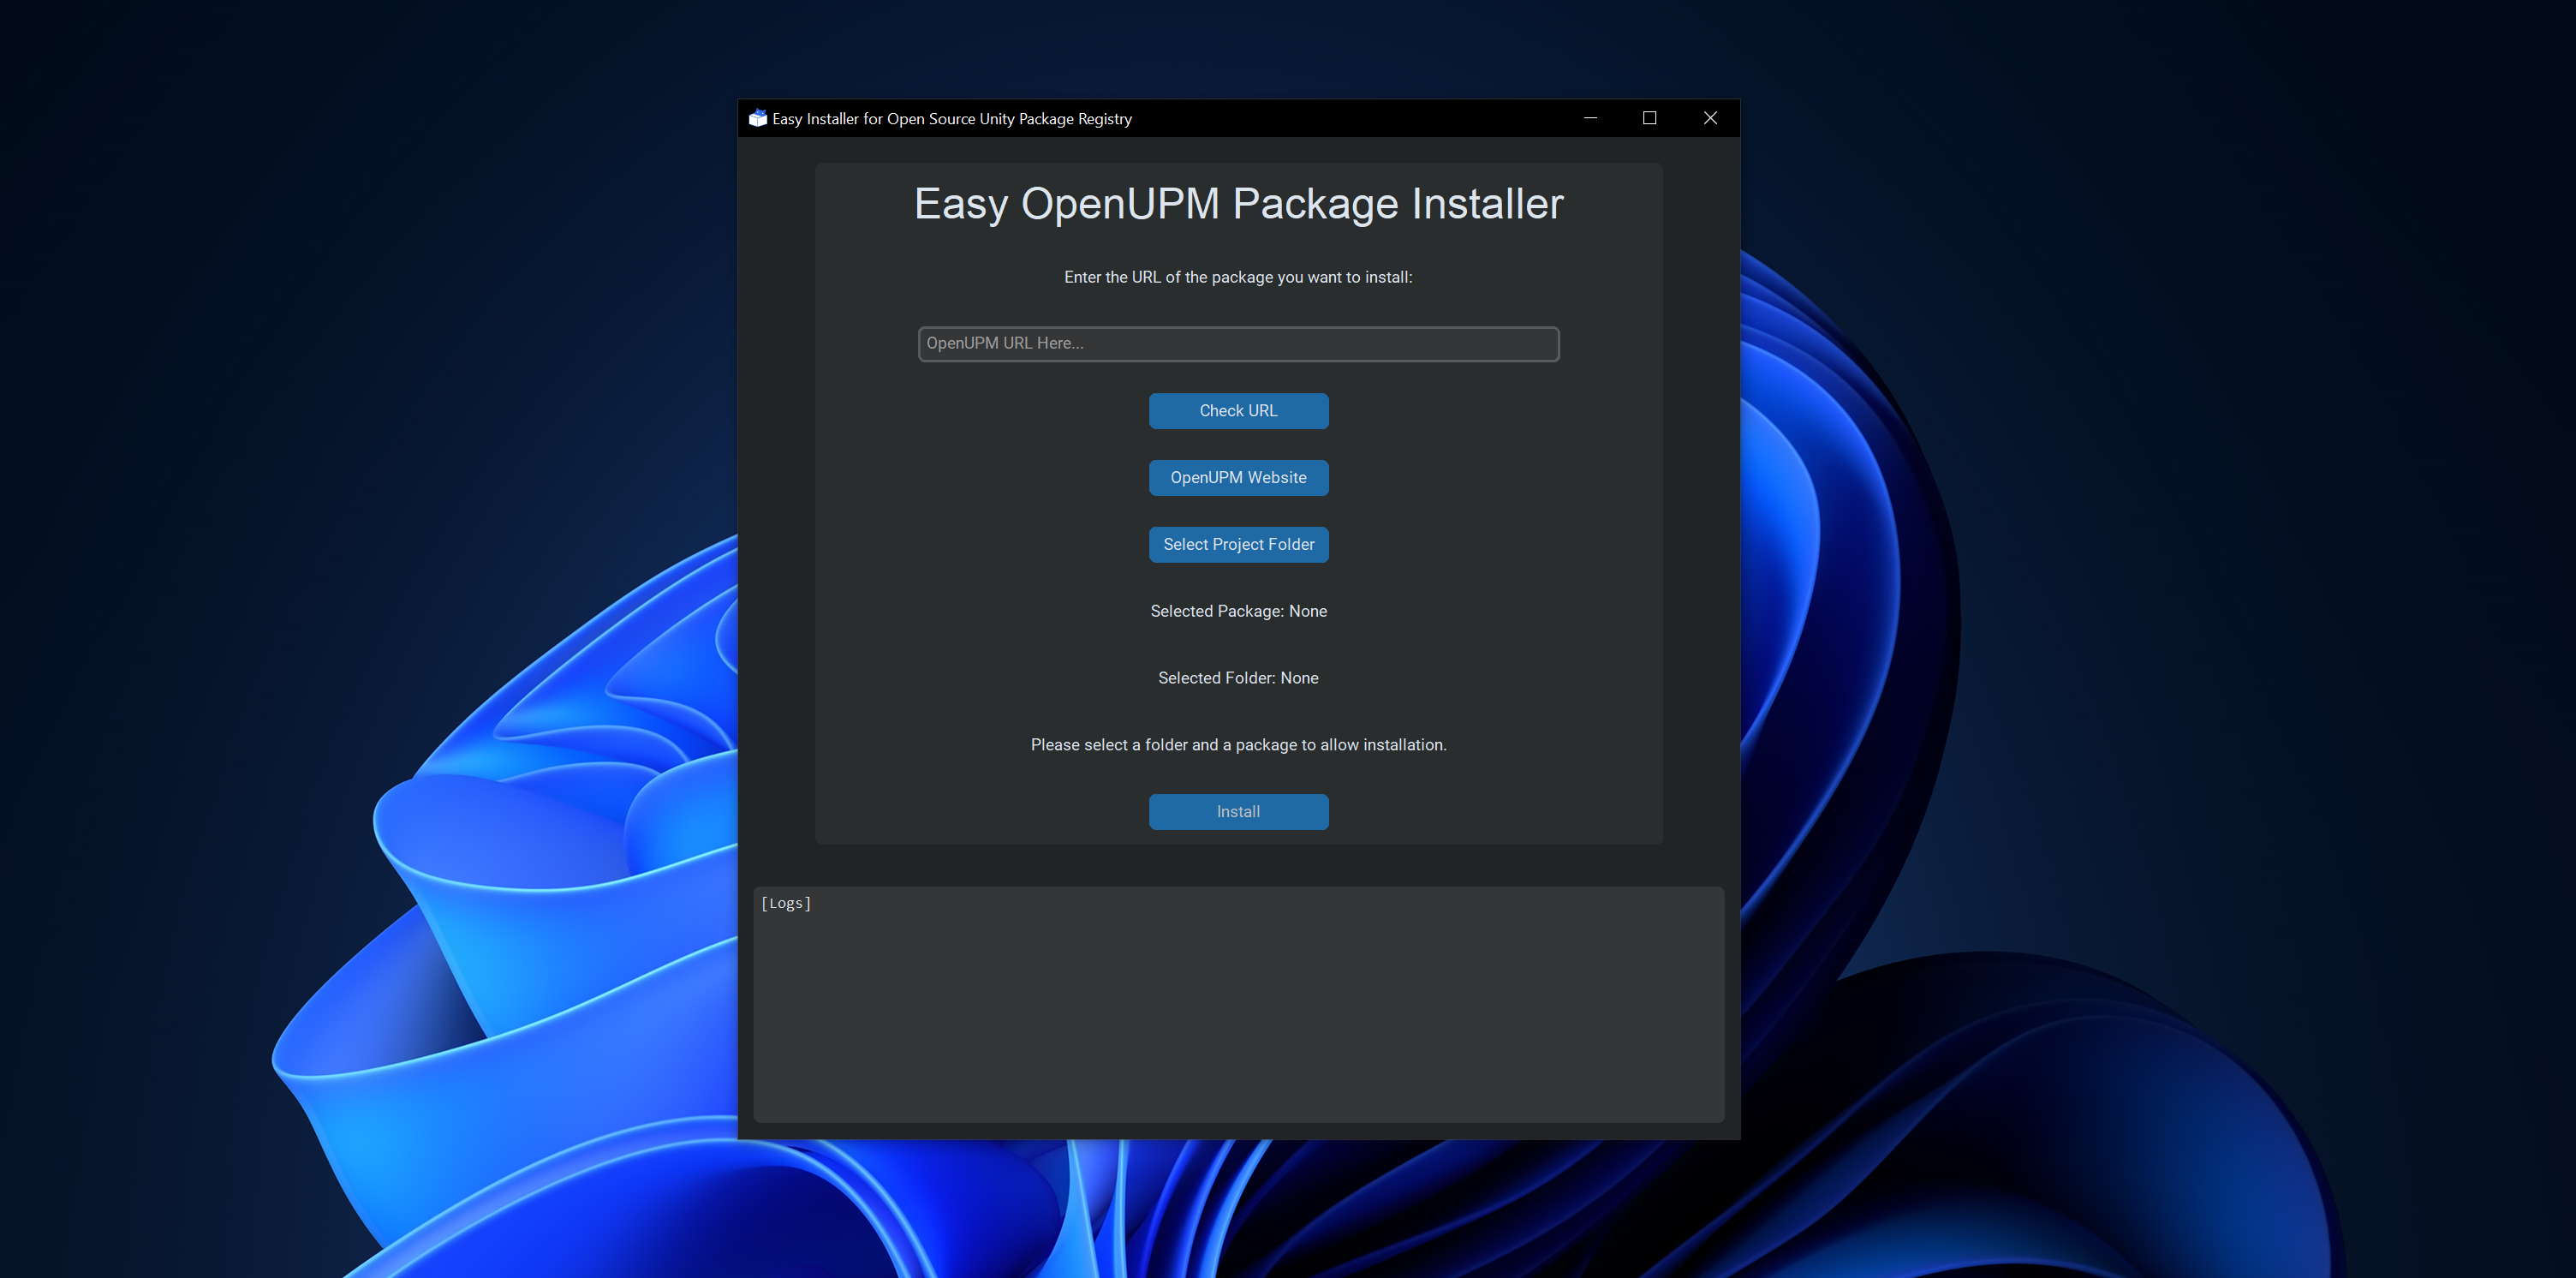 Easy Installer for Open Source Unity Package Registry
Easy OpenUPM Package Installer
Enter the URL of the package you want to install:
OpenUPM URL Here...
Check URL
OpenUPM Website
Select Project Folder
Selected Package: None
Selected Folder: None
Please select a folder and a package to allow installation.
Install
[Logs]